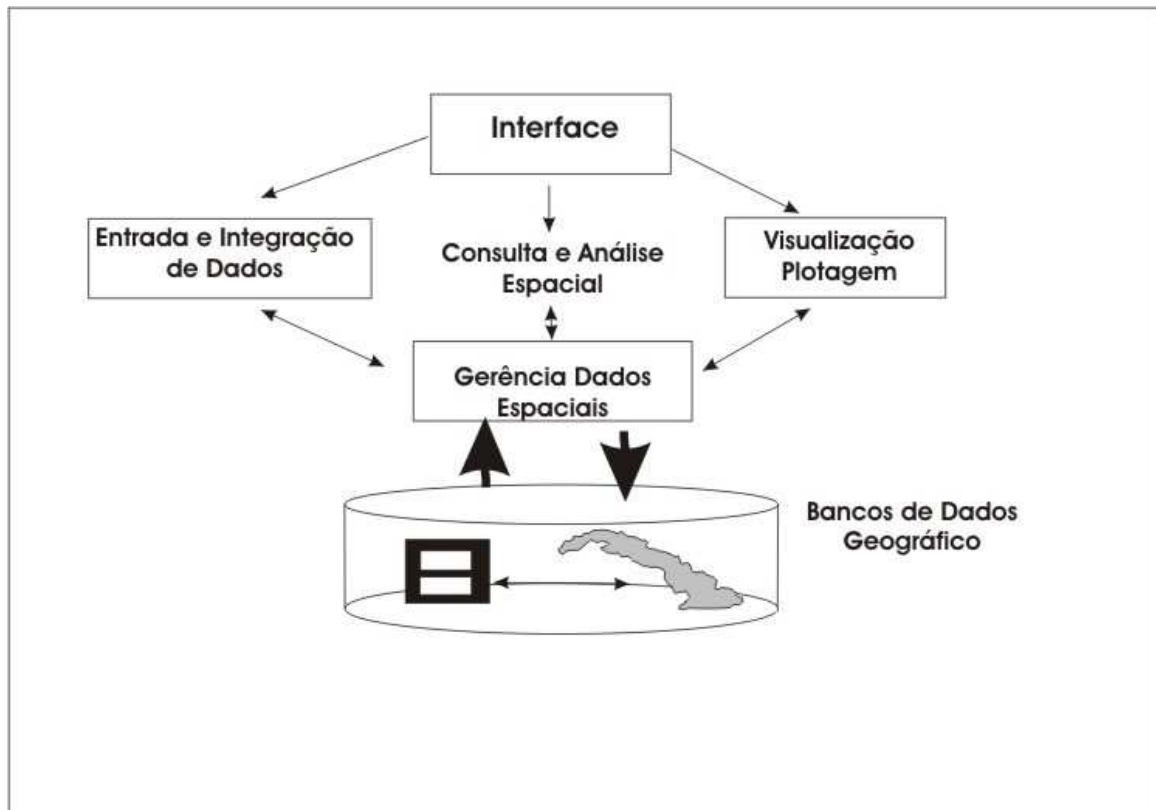 Interface
Entrada e Integração
de Dados
Consulta e Análise
Espacial
Visualização
Plotagem
Gerência Dados
Espaciais
Bancos de Dados
Geográfico